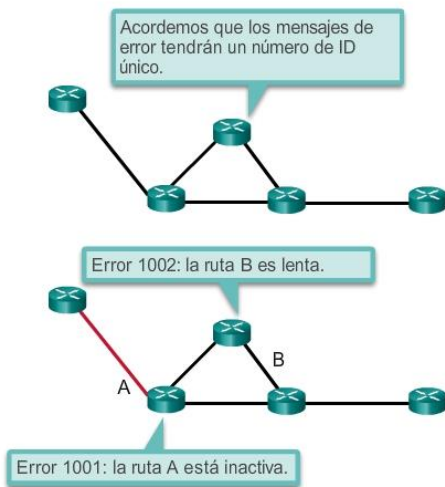 Acordemos que los mensajes de
error tendrán un número de ID
único.
Error 1002: la ruta B es lenta.
B
A
Error 1001: la ruta A está inactiva.